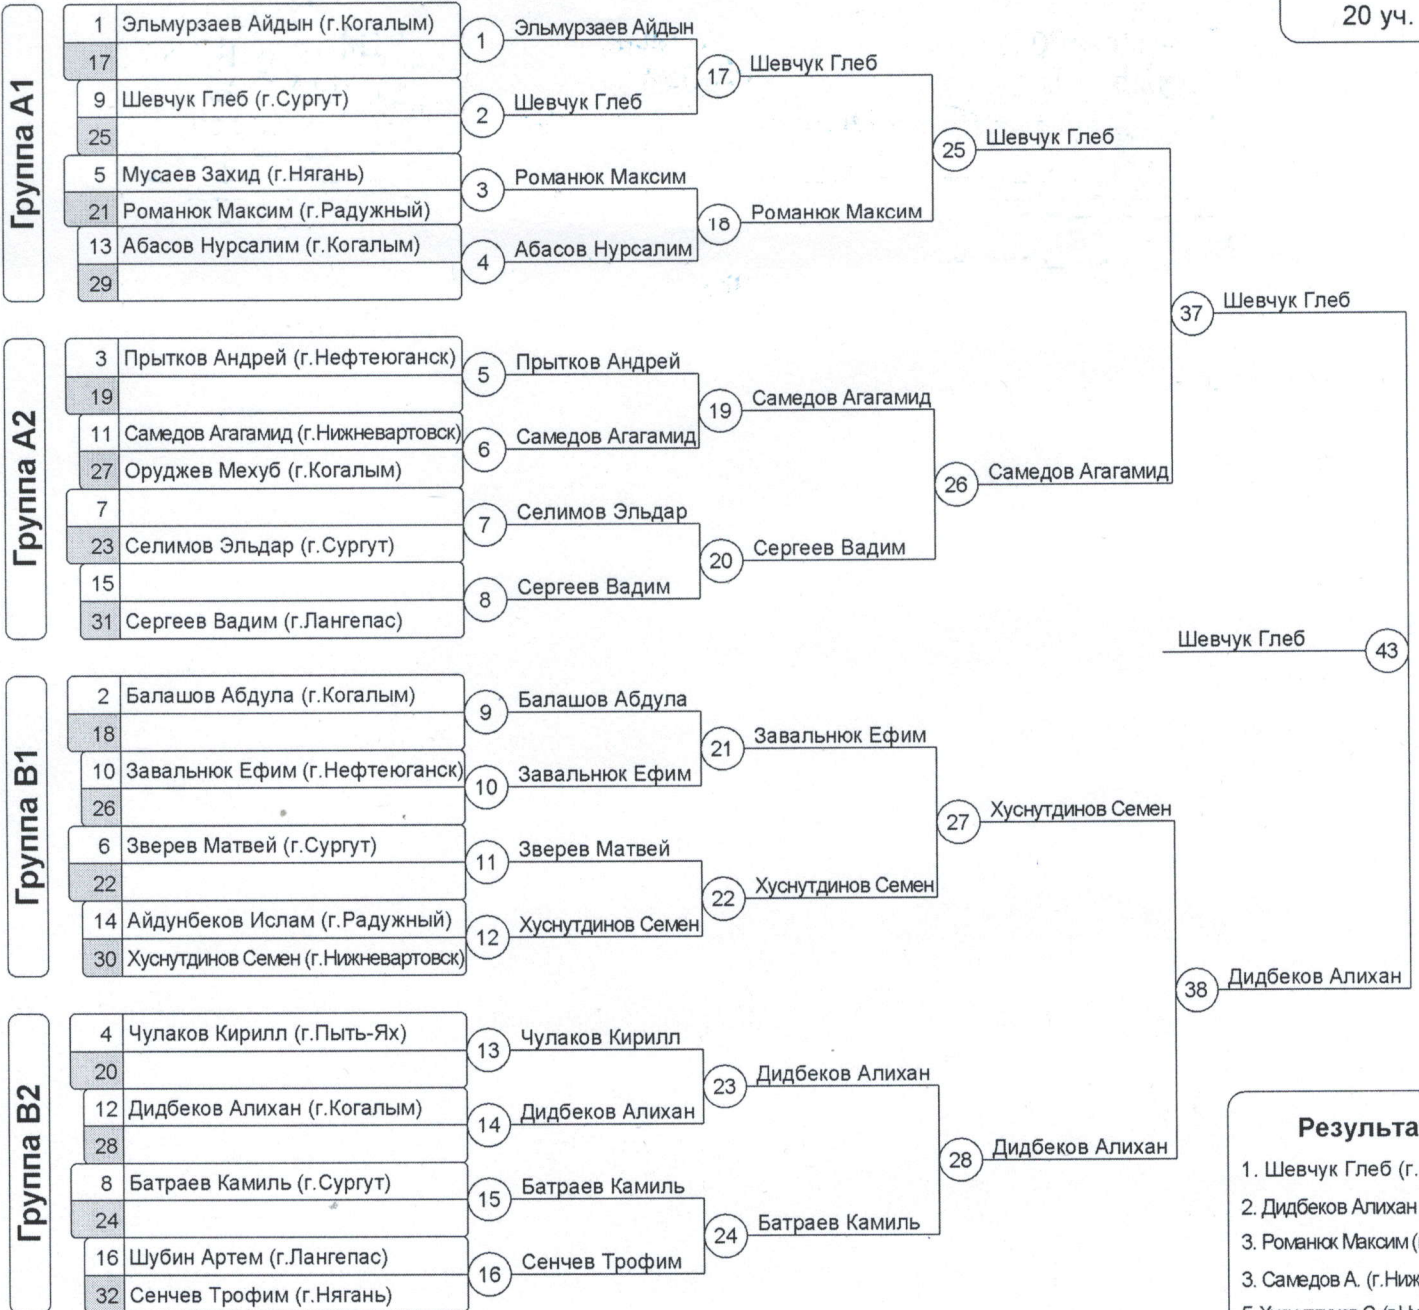 20 уч.
Группа A1
1 Эльмурзаев Айдын (г.Когалым)
17
9 Шевчук Глеб (г.Сургут)
25
5 Мусаев Захид (г.Нягань)
21 Романюк Максим (г.Радужный)
13 Абасов Нурсалим (г.Когалым)
29
1 Эльмурзаев Айдын
2 Шевчук Глеб
3 Романюк Максим
4 Абасов Нурсалим
17 Шевчук Глеб
18 Романюк Максим
25 Шевчук Глеб
Группа A2
3 Прытков Андрей (г.Нефтеюганск)
19
11 Самедов Агагамид (г.Нижневартовск)
27 Оруджев Мехуб (г.Когалым)
7
23 Селимов Эльдар (г.Сургут)
15
31 Сергеев Вадим (г.Лангепас)
5 Прытков Андрей
6 Самедов Агагамид
7 Селимов Эльдар
8 Сергеев Вадим
19 Самедов Агагамид
20 Сергеев Вадим
26 Самедов Агагамид
37 Шевчук Глеб
Шевчук Глеб 43
Группа B1
2 Балашов Абдула (г.Когалым)
18
10 Завальнюк Ефим (г.Нефтеюганск)
26
6 Зверев Матвей (г.Сургут)
22
14 Айдунбеков Ислам (г.Радужный)
30 Хуснутдинов Семен (г.Нижневартовск)
9 Балашов Абдула
10 Завальнюк Ефим
11 Зверев Матвей
12 Хуснутдинов Семен
21 Завальнюк Ефим
22 Хуснутдинов Семен
27 Хуснутдинов Семен
Группа B2
4 Чулаков Кирилл (г.Пыть-Ях)
20
12 Дидбеков Алихан (г.Когалым)
28
8 Батраев Камиль (г.Сургут)
24
16 Шубин Артем (г.Лангепас)
32 Сенчев Трофим (г.Нягань)
13 Чулаков Кирилл
14 Дидбеков Алихан
15 Батраев Камиль
16 Сенчев Трофим
23 Дидбеков Алихан
24 Батраев Камиль
28 Дидбеков Алихан
38 Дидбеков Алихан
Результа
1. Шевчук Глеб (г.
2. Дидбеков Алихан
3. Романюк Максим (
3. Самедов А. (г.Ниж